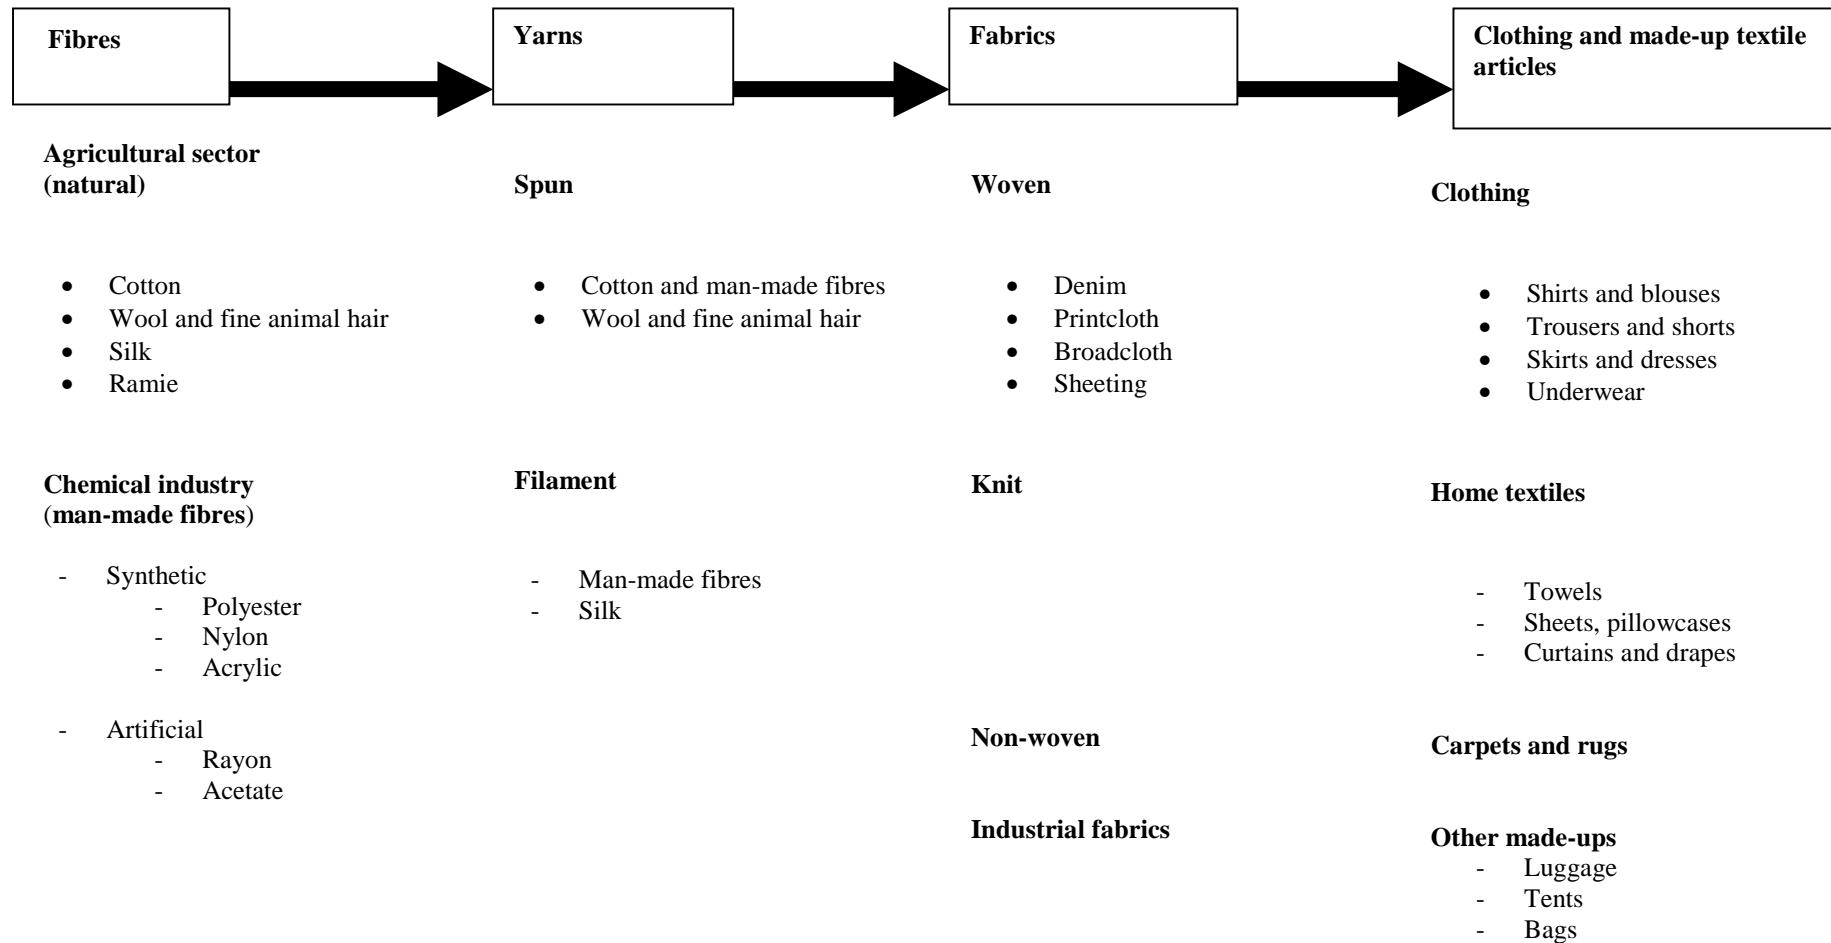 Fibres
Yarns
Fabrics
Clothing and made-up textile
articles
Agricultural sector
(natural)
• Cotton
• Wool and fine animal hair
• Silk
• Ramie
Chemical industry
(man-made fibres)
- Synthetic
- Polyester
- Nylon
- Acrylic
- Artificial
- Rayon
- Acetate
Spun
• Cotton and man-made fibres
• Wool and fine animal hair
Filament
- Man-made fibres
- Silk
Woven
• Denim
• Printcloth
• Broadcloth
• Sheeting
Knit
Non-woven
Industrial fabrics
Clothing
• Shirts and blouses
• Trousers and shorts
• Skirts and dresses
• Underwear
Home textiles
- Towels
- Sheets, pillowcases
- Curtains and drapes
Carpets and rugs
Other made-ups
- Luggage
- Tents
- Bags